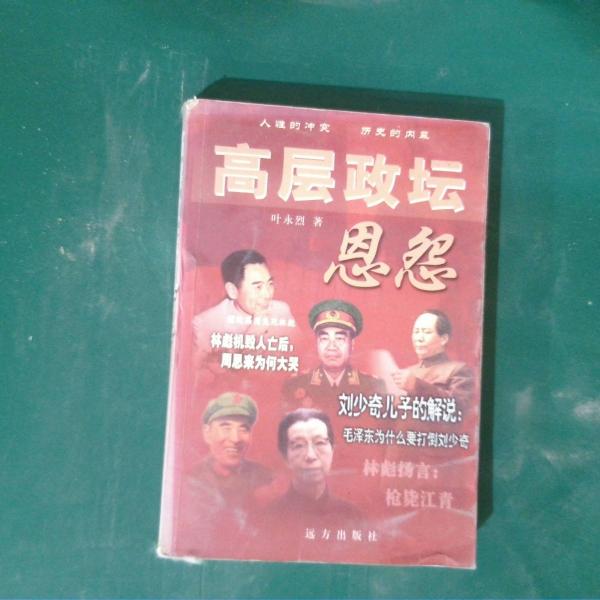 人谁的冲突 历史的内幕
高层政坛
叶永烈 著
恩怨
林彪机毁人亡后，
周恩来为何大哭
刘少奇儿子的解说：
毛泽东为什么要打倒刘少奇
林彪扬言：
枪毙江青
远方出版社